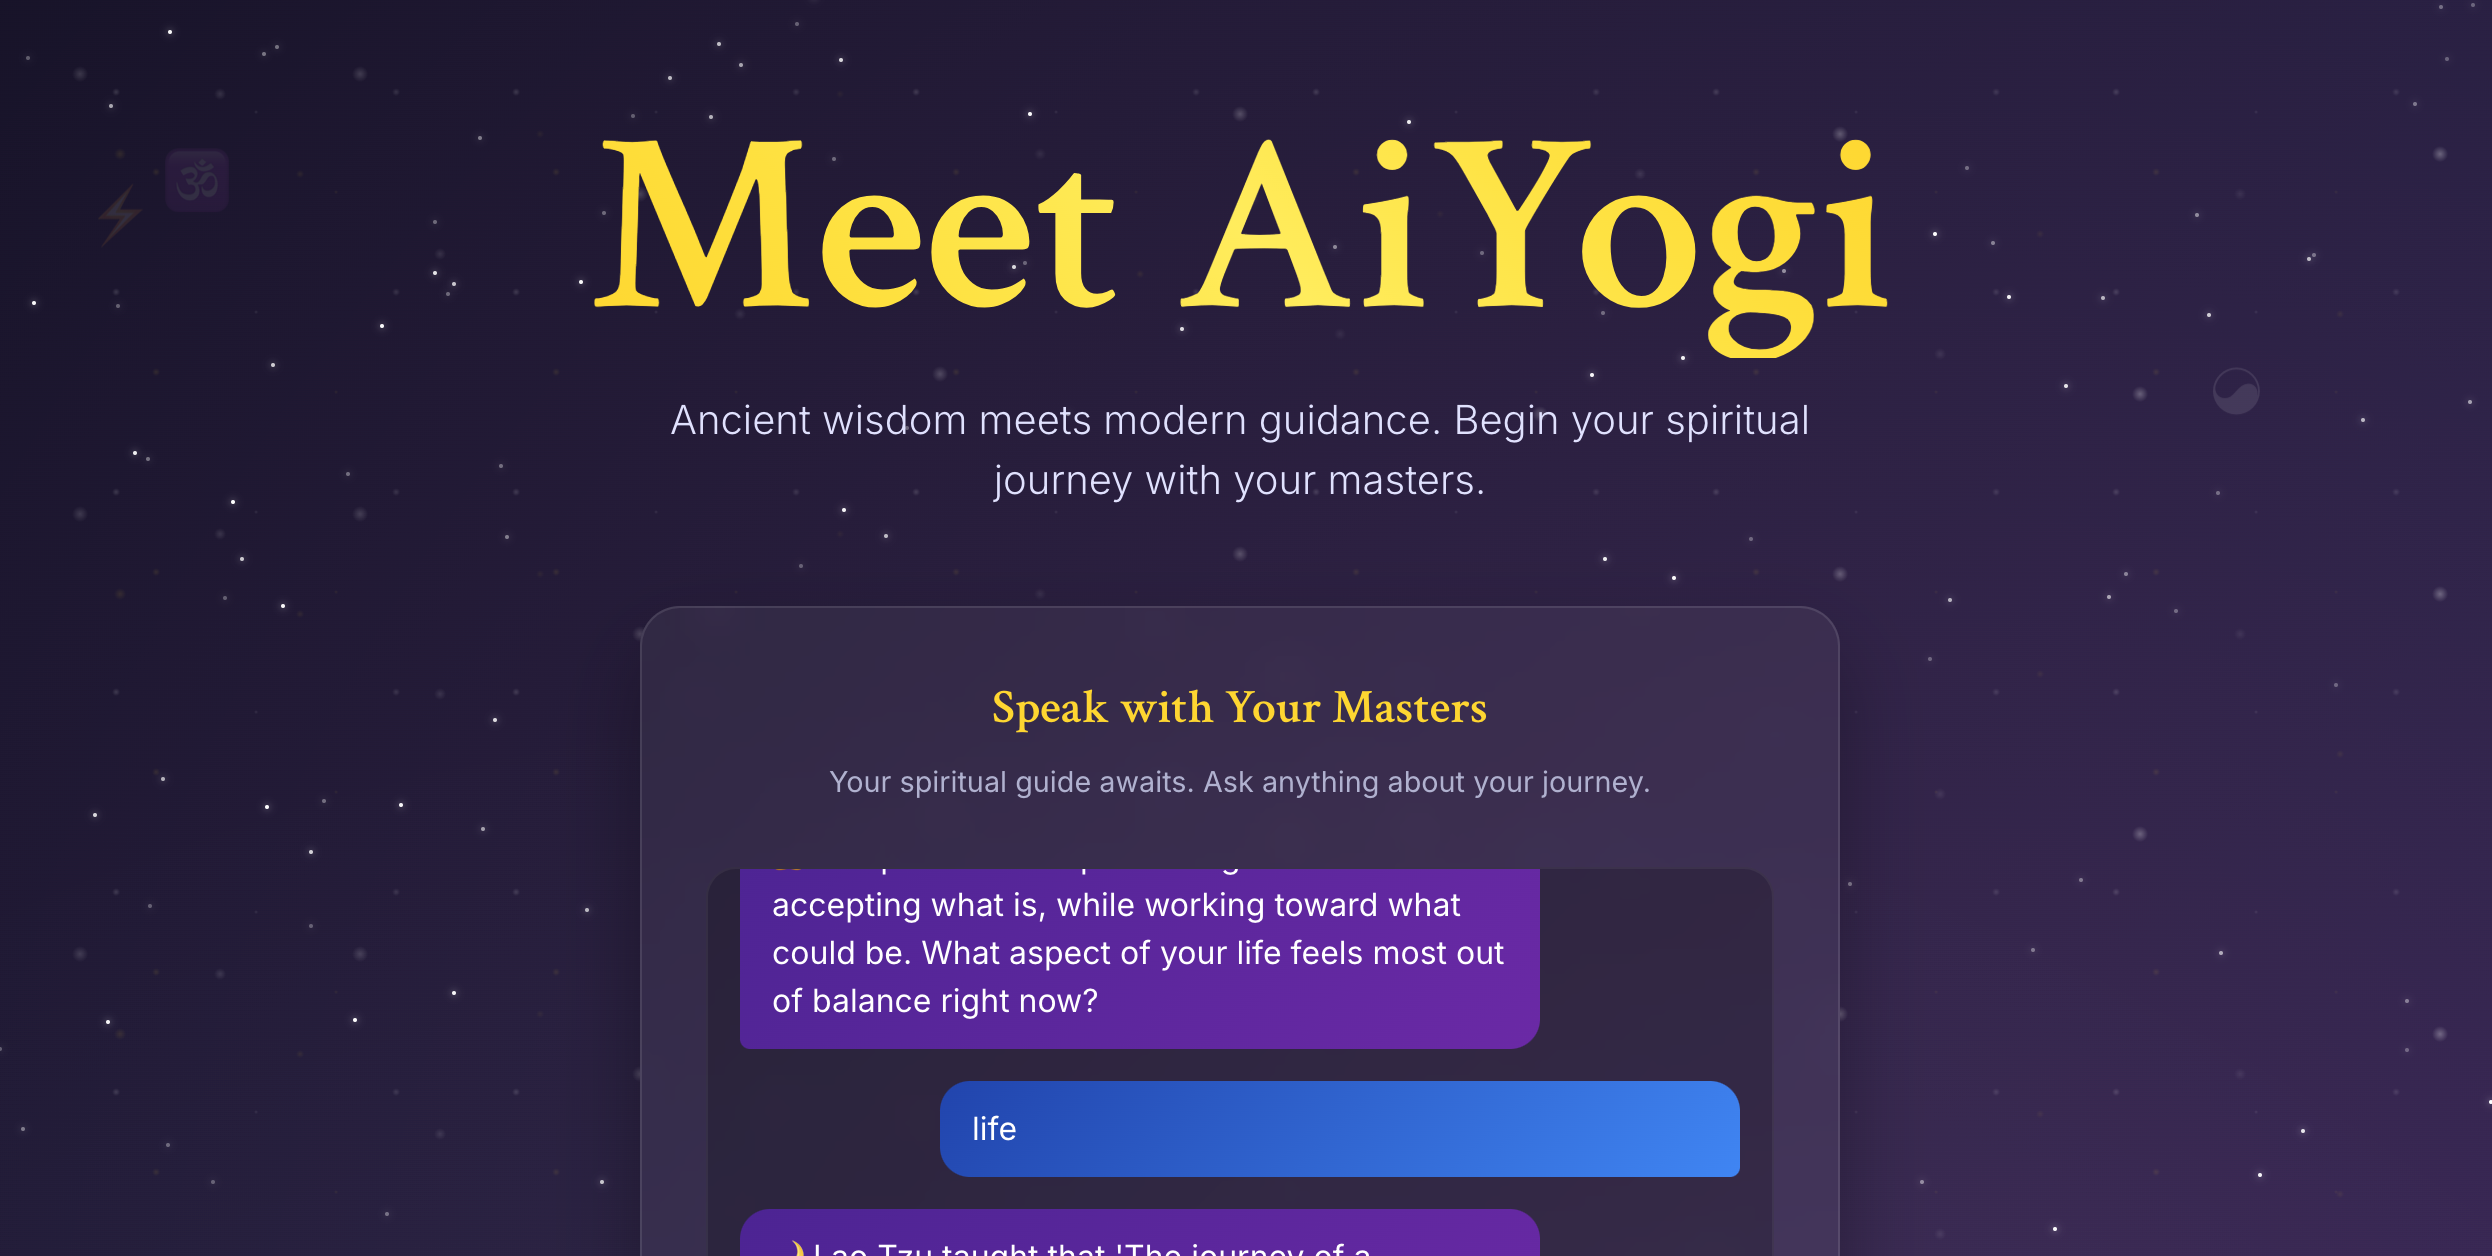 Meet AiYogi
ॐ
Ancient wisdom meets modern guidance. Begin your spiritual
journey with your masters.
Speak with Your Masters
Your spiritual guide awaits. Ask anything about your journey.
accepting what is, while working toward what
could be. What aspect of your life feels most out
of balance right now?
life
Lao Tzu taught that 'The journey of a